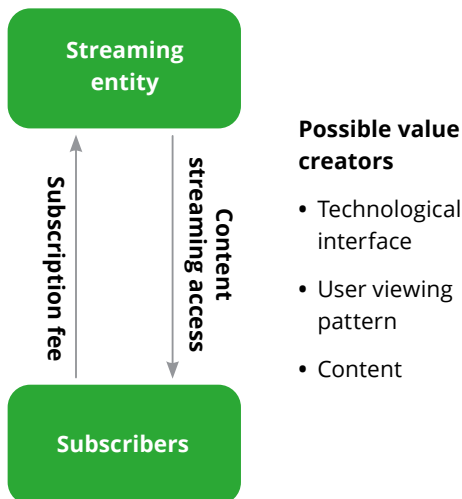 Streaming
entity
Subscription fee
Content
streaming access
Subscribers
Possible value
creators
• Technological
interface
• User viewing
pattern
• Content